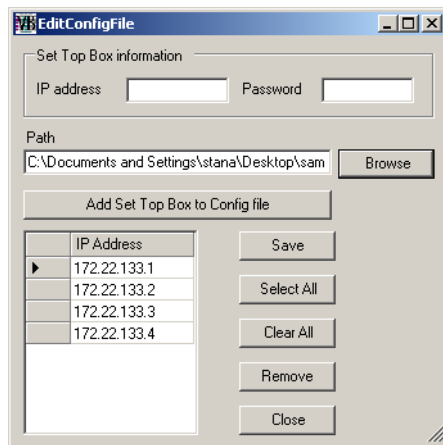 EditConfigFile
Set Top Box information
IP address Password
Path
C:\Documents and Settings\stana\Desktop\sam Browse
Add Set Top Box to Config file
IP Address
172.22.133.1
172.22.133.2
172.22.133.3
172.22.133.4
Save
Select All
Clear All
Remove
Close